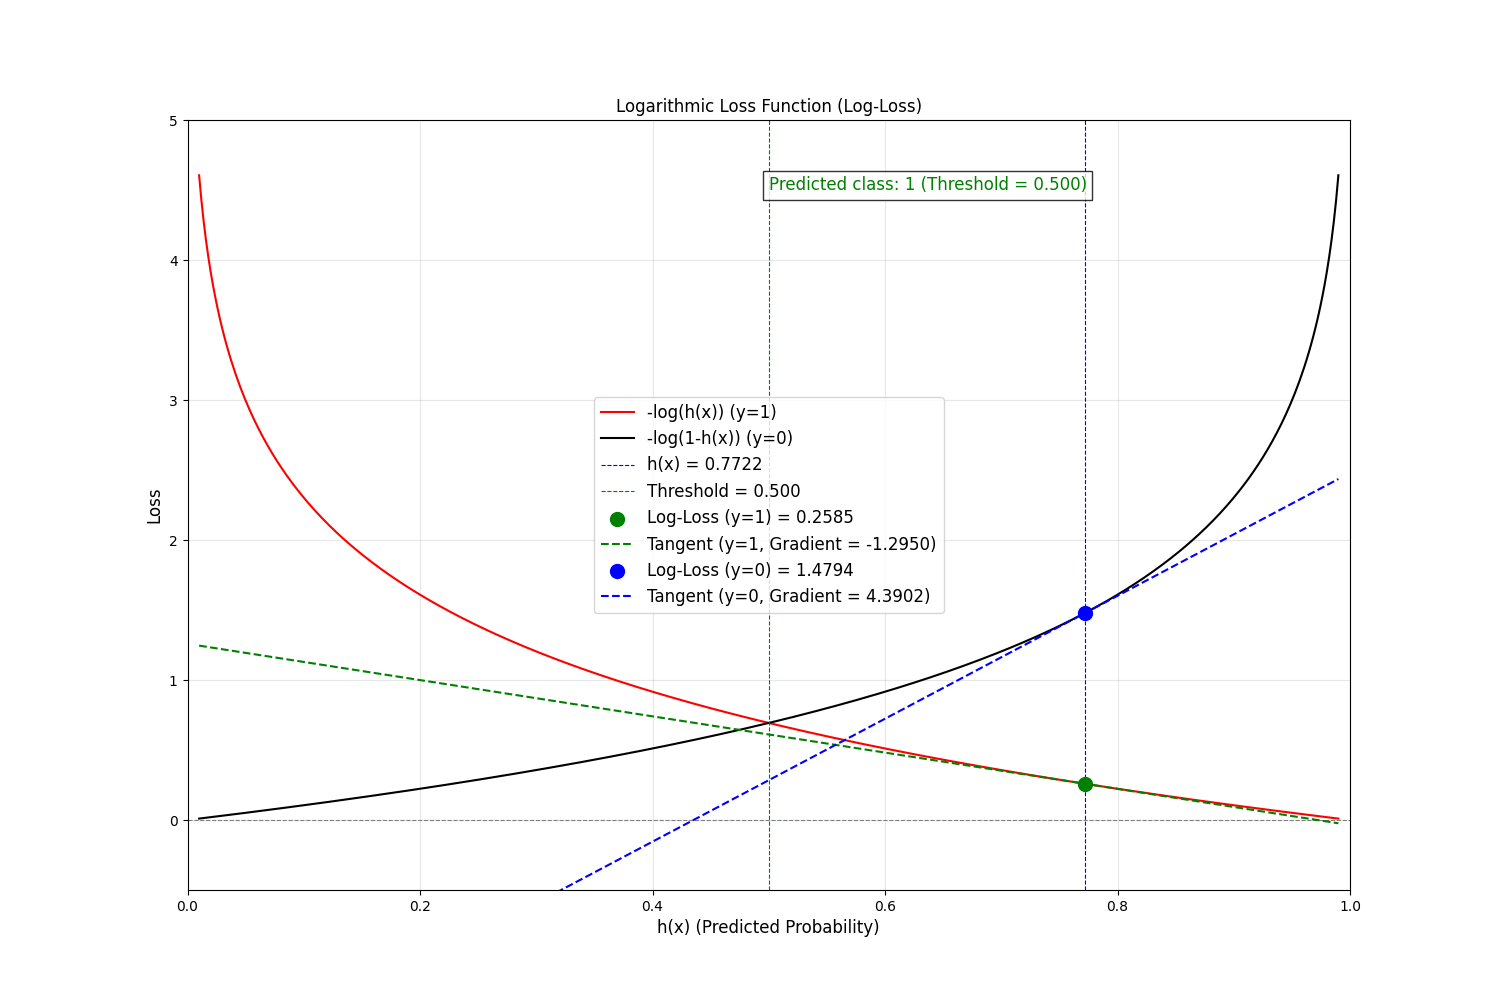 Logarithmic Loss Function (Log-Loss)
5
4
3
2
1
0
Loss
Predicted class: 1 (Threshold = 0.500)
-log(h(x)) (y=1)
-log(1-h(x)) (y=0)
h(x) = 0.7722
Threshold = 0.500
Log-Loss (y=1) = 0.2585
Tangent (y=1, Gradient = -1.2950)
Log-Loss (y=0) = 1.4794
Tangent (y=0, Gradient = 4.3902)
0.0 0.2 0.4 0.6 0.8 1.0
h(x) (Predicted Probability)